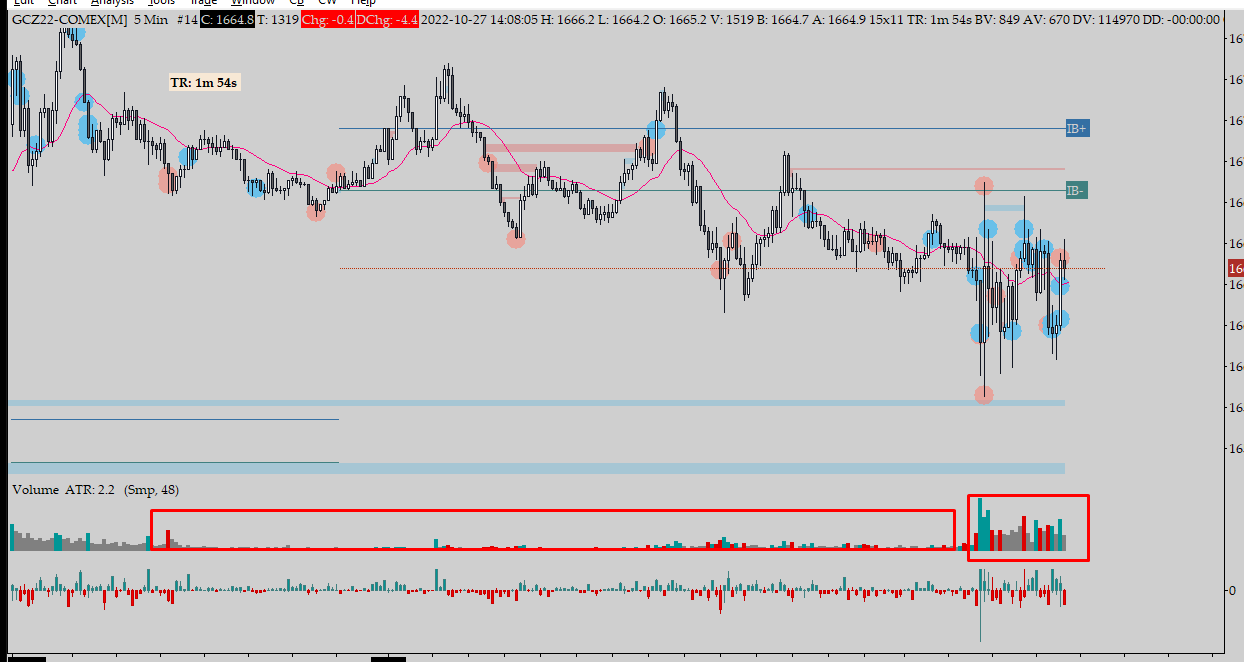 Edit Chart Analysis Tools Trade Window CB CW Help
GCZ22-COMEX[M] 5 Min #14 C: 1664.8 T: 1319 Chg: -0.4 DChg: -4.4 2022-10-27 14:08:05 H: 1666.2 L: 1664.2 O: 1665.2 V: 1519 B: 1664.7 A: 1664.9 15x11 TR: 1m 54s BV: 849 AV: 670 DV: 114970 DD: -00:00:00
TR: 1m 54s
IB+
IB-
Volume ATR: 2.2 (Smp, 48)
0